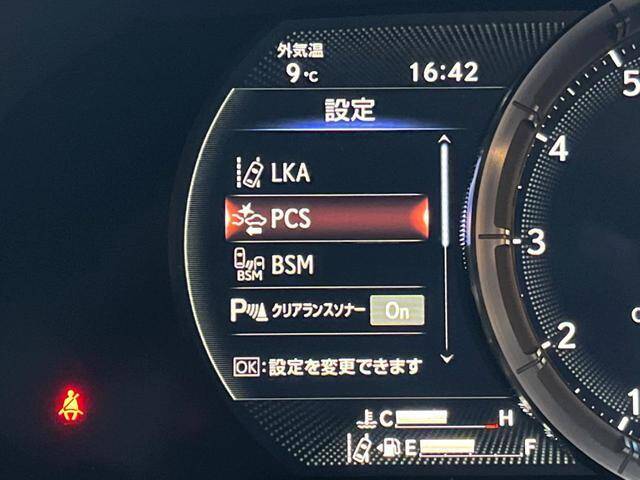 外気温
9℃
16:42
設定
LKA
PCS
BSM
BSM
P クリアランスソナー On
OK:設定を変更できます
C H
E F
5
4
3
2
1